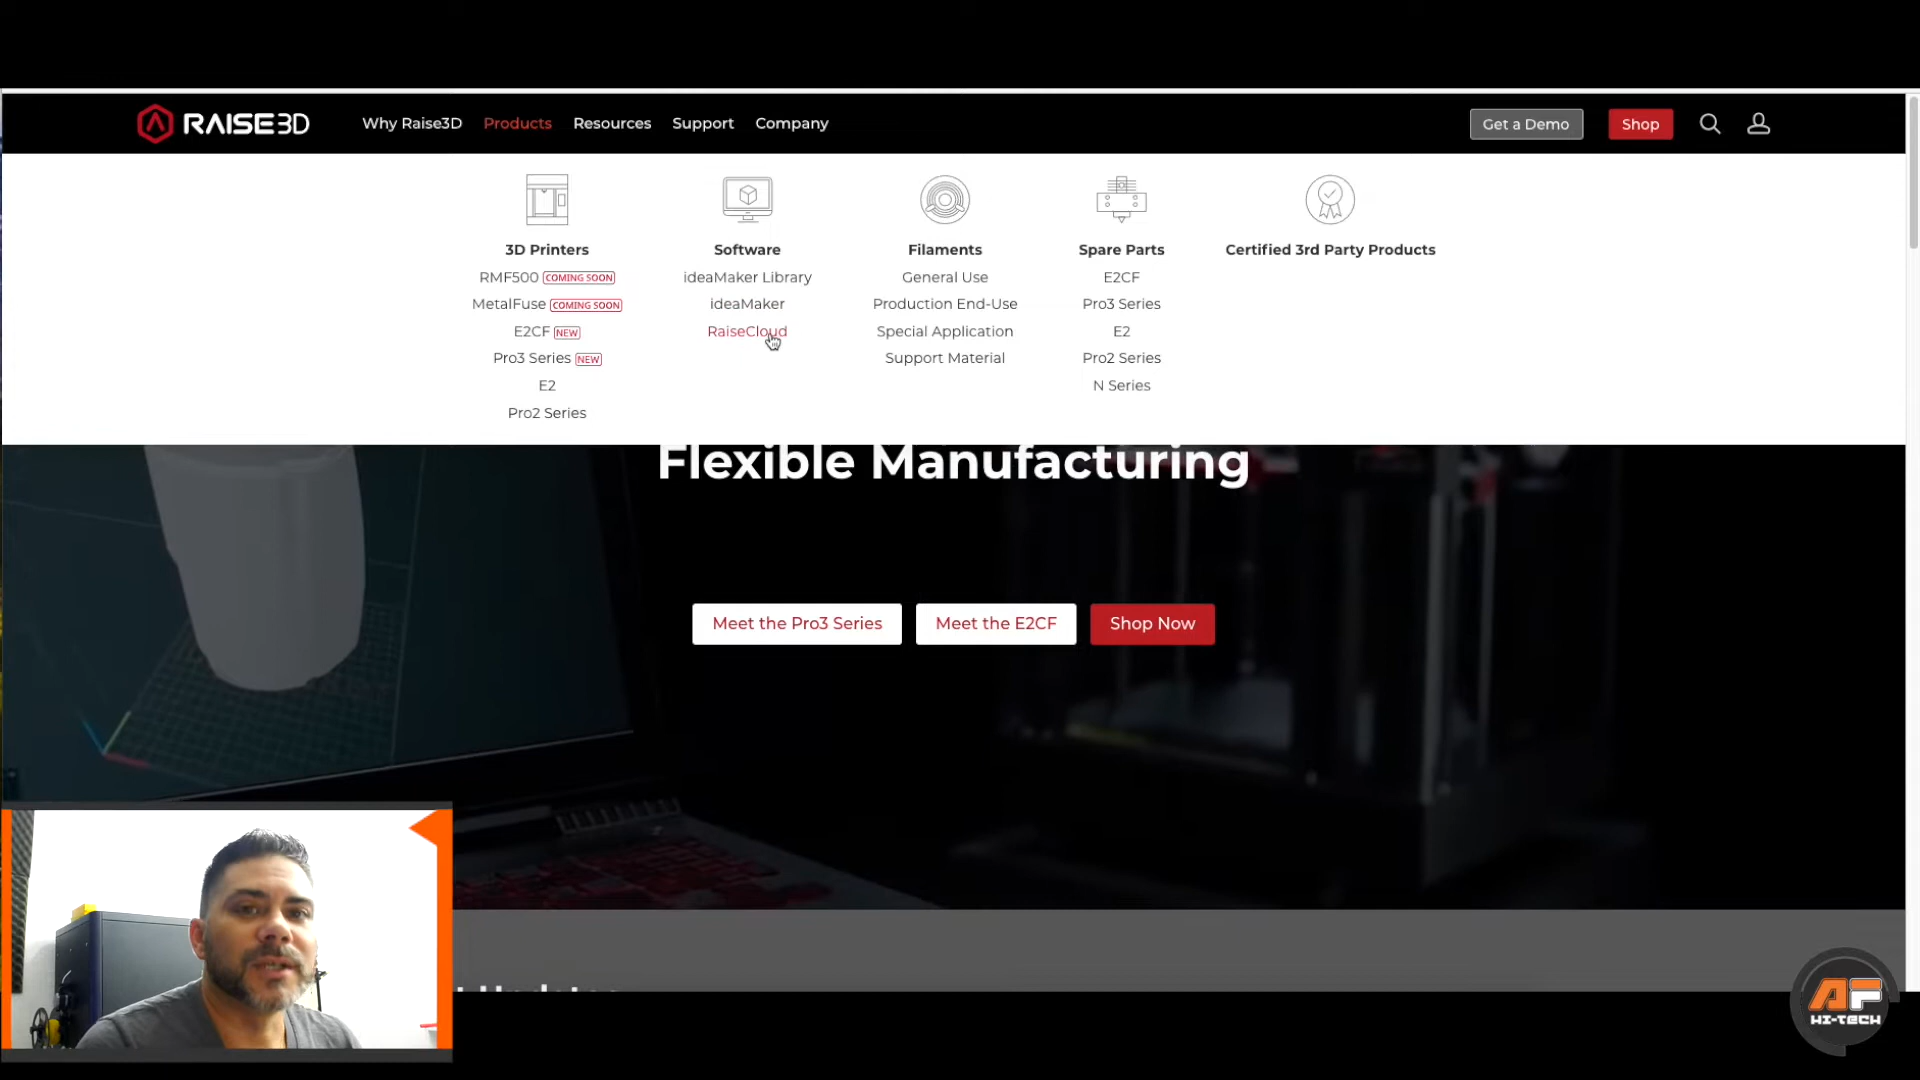 RAISE3D
Why Raise3D Products Resources Support Company
Get a Demo Shop
3D Printers
RMF500 COMING SOON
MetalFuse COMING SOON
E2CF NEW
Pro3 Series NEW
E2
Pro2 Series
Software
ideaMaker Library
ideaMaker
RaiseCloud
Filaments
General Use
Production End-Use
Special Application
Support Material
Spare Parts
E2CF
Pro3 Series
E2
Pro2 Series
N Series
Certified 3rd Party Products
Flexible Manufacturing
Meet the Pro3 Series Meet the E2CF Shop Now
AF
HI-TECH